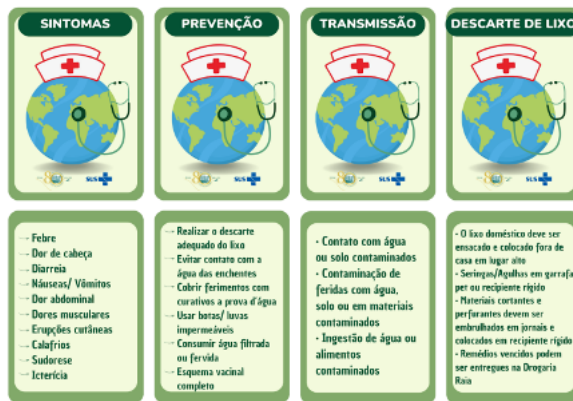 SINTOMAS
PREVENÇÃO
TRANSMISSÃO
DESCARTE DE LIXO
SUS
SUS
SUS
SUS
→ Febre
→ Dor de cabeça
→ Diarreia
→ Náuseas/ Vômitos
→ Dor abdominal
→ Dores musculares
→ Erupções cutâneas
→ Calafrios
→ Sudorese
→ Icterícia
→ Realizar o descarte
adequado do lixo
→ Evitar contato com a
água das enchentes
→ Cobrir ferimentos com
curativos a prova d'água
→ Usar botas/ luvas
impermeáveis
→ Consumir água filtrada
ou fervida
→ Esquema vacinal
completo
• Contato com água
ou solo contaminados
• Contaminação de
feridas com água,
solo ou em materiais
contaminados
• Ingestão de água ou
alimentos
contaminados
- O lixo doméstico deve ser
ensacado e colocado fora de
casa em lugar alto
- Seringas/Agulhas em garrafa
pet ou recipiente rígido
- Materiais cortantes e
perfurantes devem ser
embrulhados em jornais e
colocados em recipiente rígido
- Remédios vencidos podem
ser entregues na Drogaria
Raia